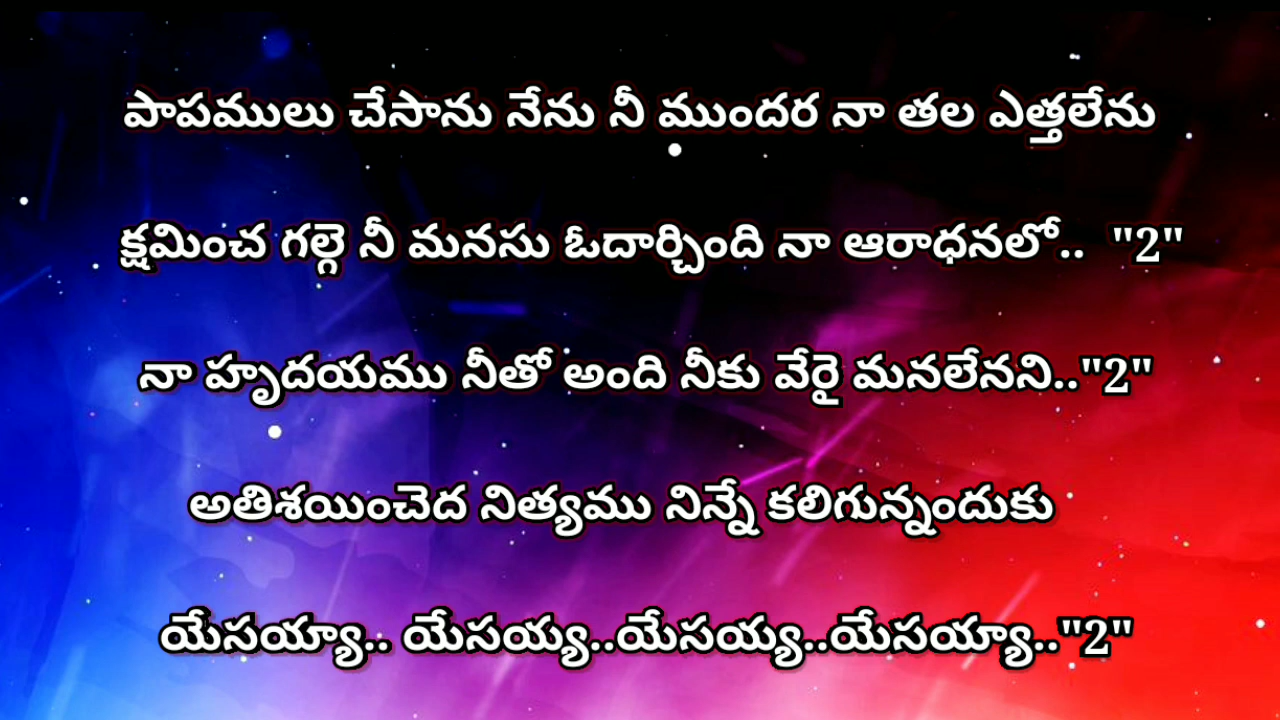 పాపములు చేసాను నేను నీ ముందర నా తల ఎత్తలేను
క్షమించ గల్గె నీ మనసు ఓదార్చింది నా ఆరాధనలో..  "2"
నా హృదయము నీతో అంది నీకు వేరై మనలేనని.."2"
అతిశయించెద నిత్యము నిన్నే కలిగున్నందుకు
యేసయ్యా.. యేసయ్య..యేసయ్య..యేసయ్యా.."2"